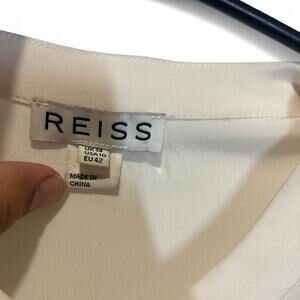 REISS
UK 14
USA 10
EU 42
MADE IN
CHINA